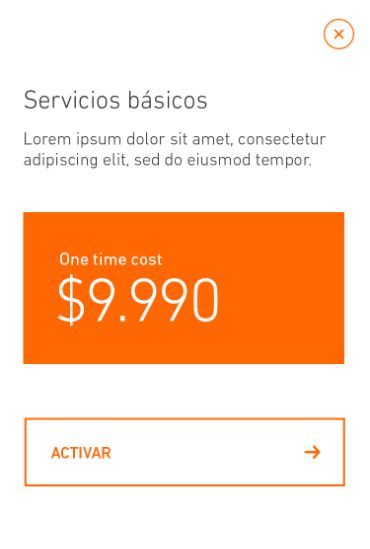 Servicios básicos
Lorem ipsum dolor sit amet, consectetur
adipiscing elit, sed do eiusmod tempor.
One time cost
$9.990
ACTIVAR